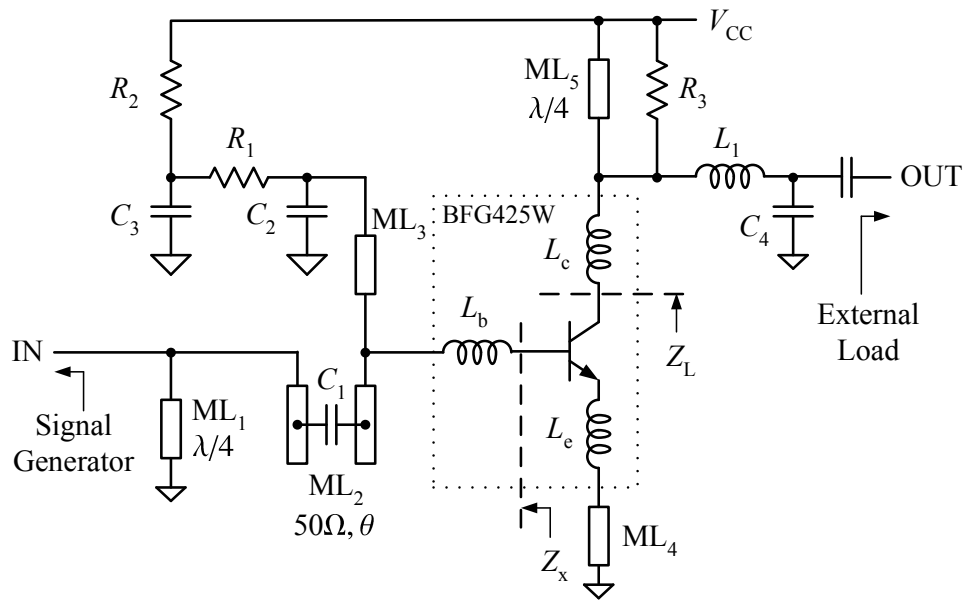 V_CC
ML_5
λ/4
R_2
R_3
R_1
L_1
OUT
C_3
C_2
ML_3
BFG425W
C_4
L_c
External
Load
L_b
Z_L
IN
C_1
Signal
Generator
ML_1
λ/4
L_e
ML_2
50Ω, θ
ML_4
Z_x